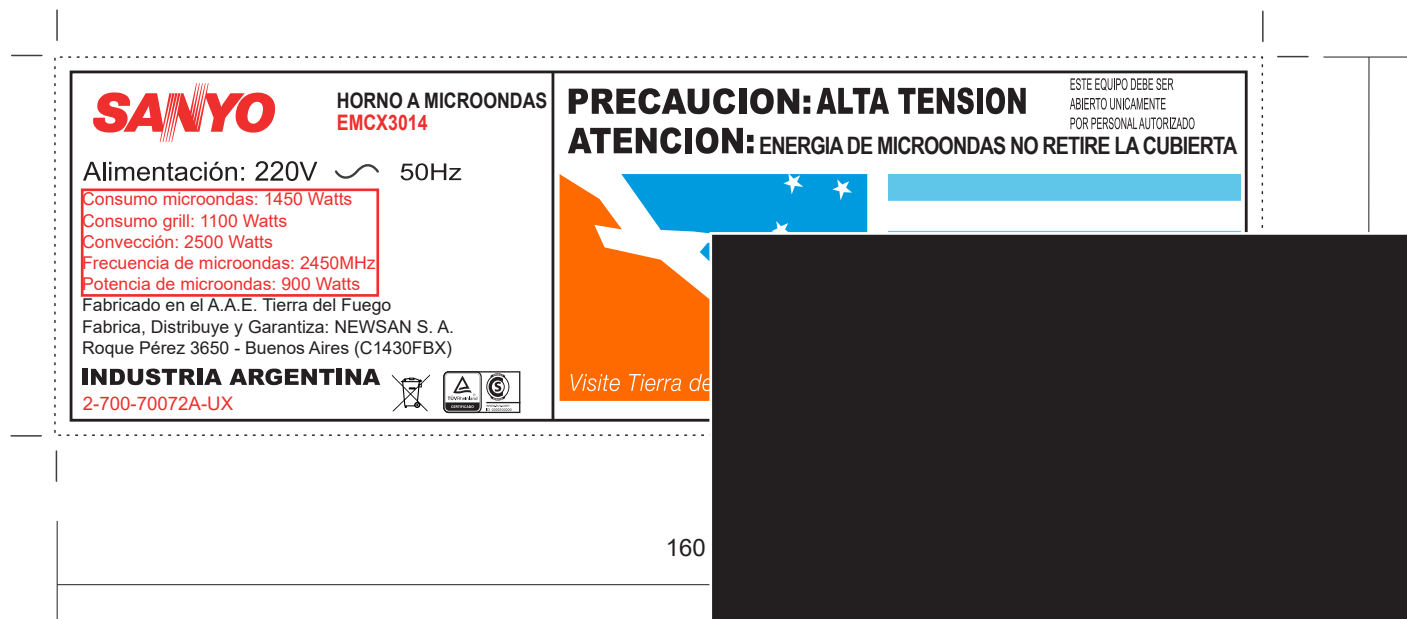 SANYO
HORNO A MICROONDAS
EMCX3014
Alimentación: 220V 50Hz
Consumo microondas: 1450 Watts
Consumo grill: 1100 Watts
Convección: 2500 Watts
Frecuencia de microondas: 2450MHz
Potencia de microondas: 900 Watts
Fabricado en el A.A.E. Tierra del Fuego
Fabrica, Distribuye y Garantiza: NEWSAN S. A.
Roque Pérez 3650 - Buenos Aires (C1430FBX)
INDUSTRIA ARGENTINA
2-700-70072A-UX
TÜVRheinland
CERTIFICADO
S
PRECAUCION: ALTA TENSION
ESTE EQUIPO DEBE SER
ABIERTO UNICAMENTE
POR PERSONAL AUTORIZADO
ATENCION: ENERGIA DE MICROONDAS NO RETIRE LA CUBIERTA
Visite Tierra de
160